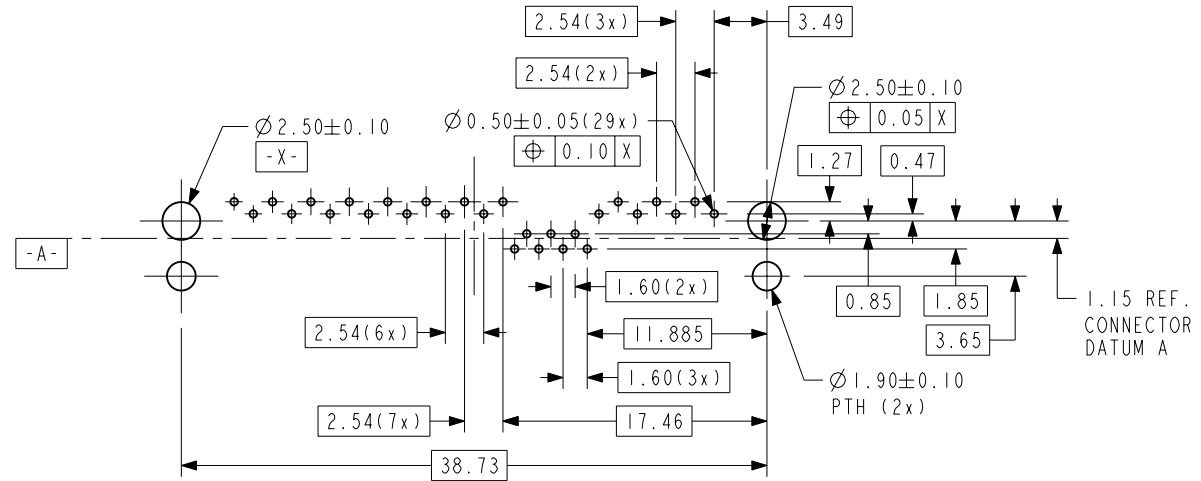 2.54(3x)
3.49
2.54(2x)
Ø2.50±0.10
⌖ 0.05 X
Ø2.50±0.10
-X-
Ø0.50±0.05(29x)
⌖ 0.10 X
1.27
0.47
-A-
1.60(2x)
0.85
1.85
1.15 REF.
CONNECTOR
DATUM A
2.54(6x)
11.885
3.65
1.60(3x)
Ø1.90±0.10
PTH (2x)
2.54(7x)
17.46
38.73